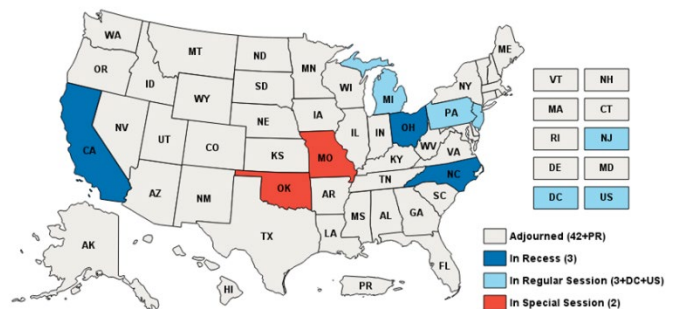 WA
ME
MT
ND
MN
OR
VT
NH
ID
SD
WI
NY
MI
WY
MA
CT
IA
PA
NE
NV
OH
RI
NJ
IL
IN
UT
CO
WV
VA
CA
KS
MO
KY
DE
MD
NC
TN
OK
DC
US
AZ
NM
AR
SC
MS
AL
GA
Adjourned (42+PR)
TX
LA
AK
In Recess (3)
FL
In Regular Session (3+DC+US)
HI
PR
In Special Session (2)